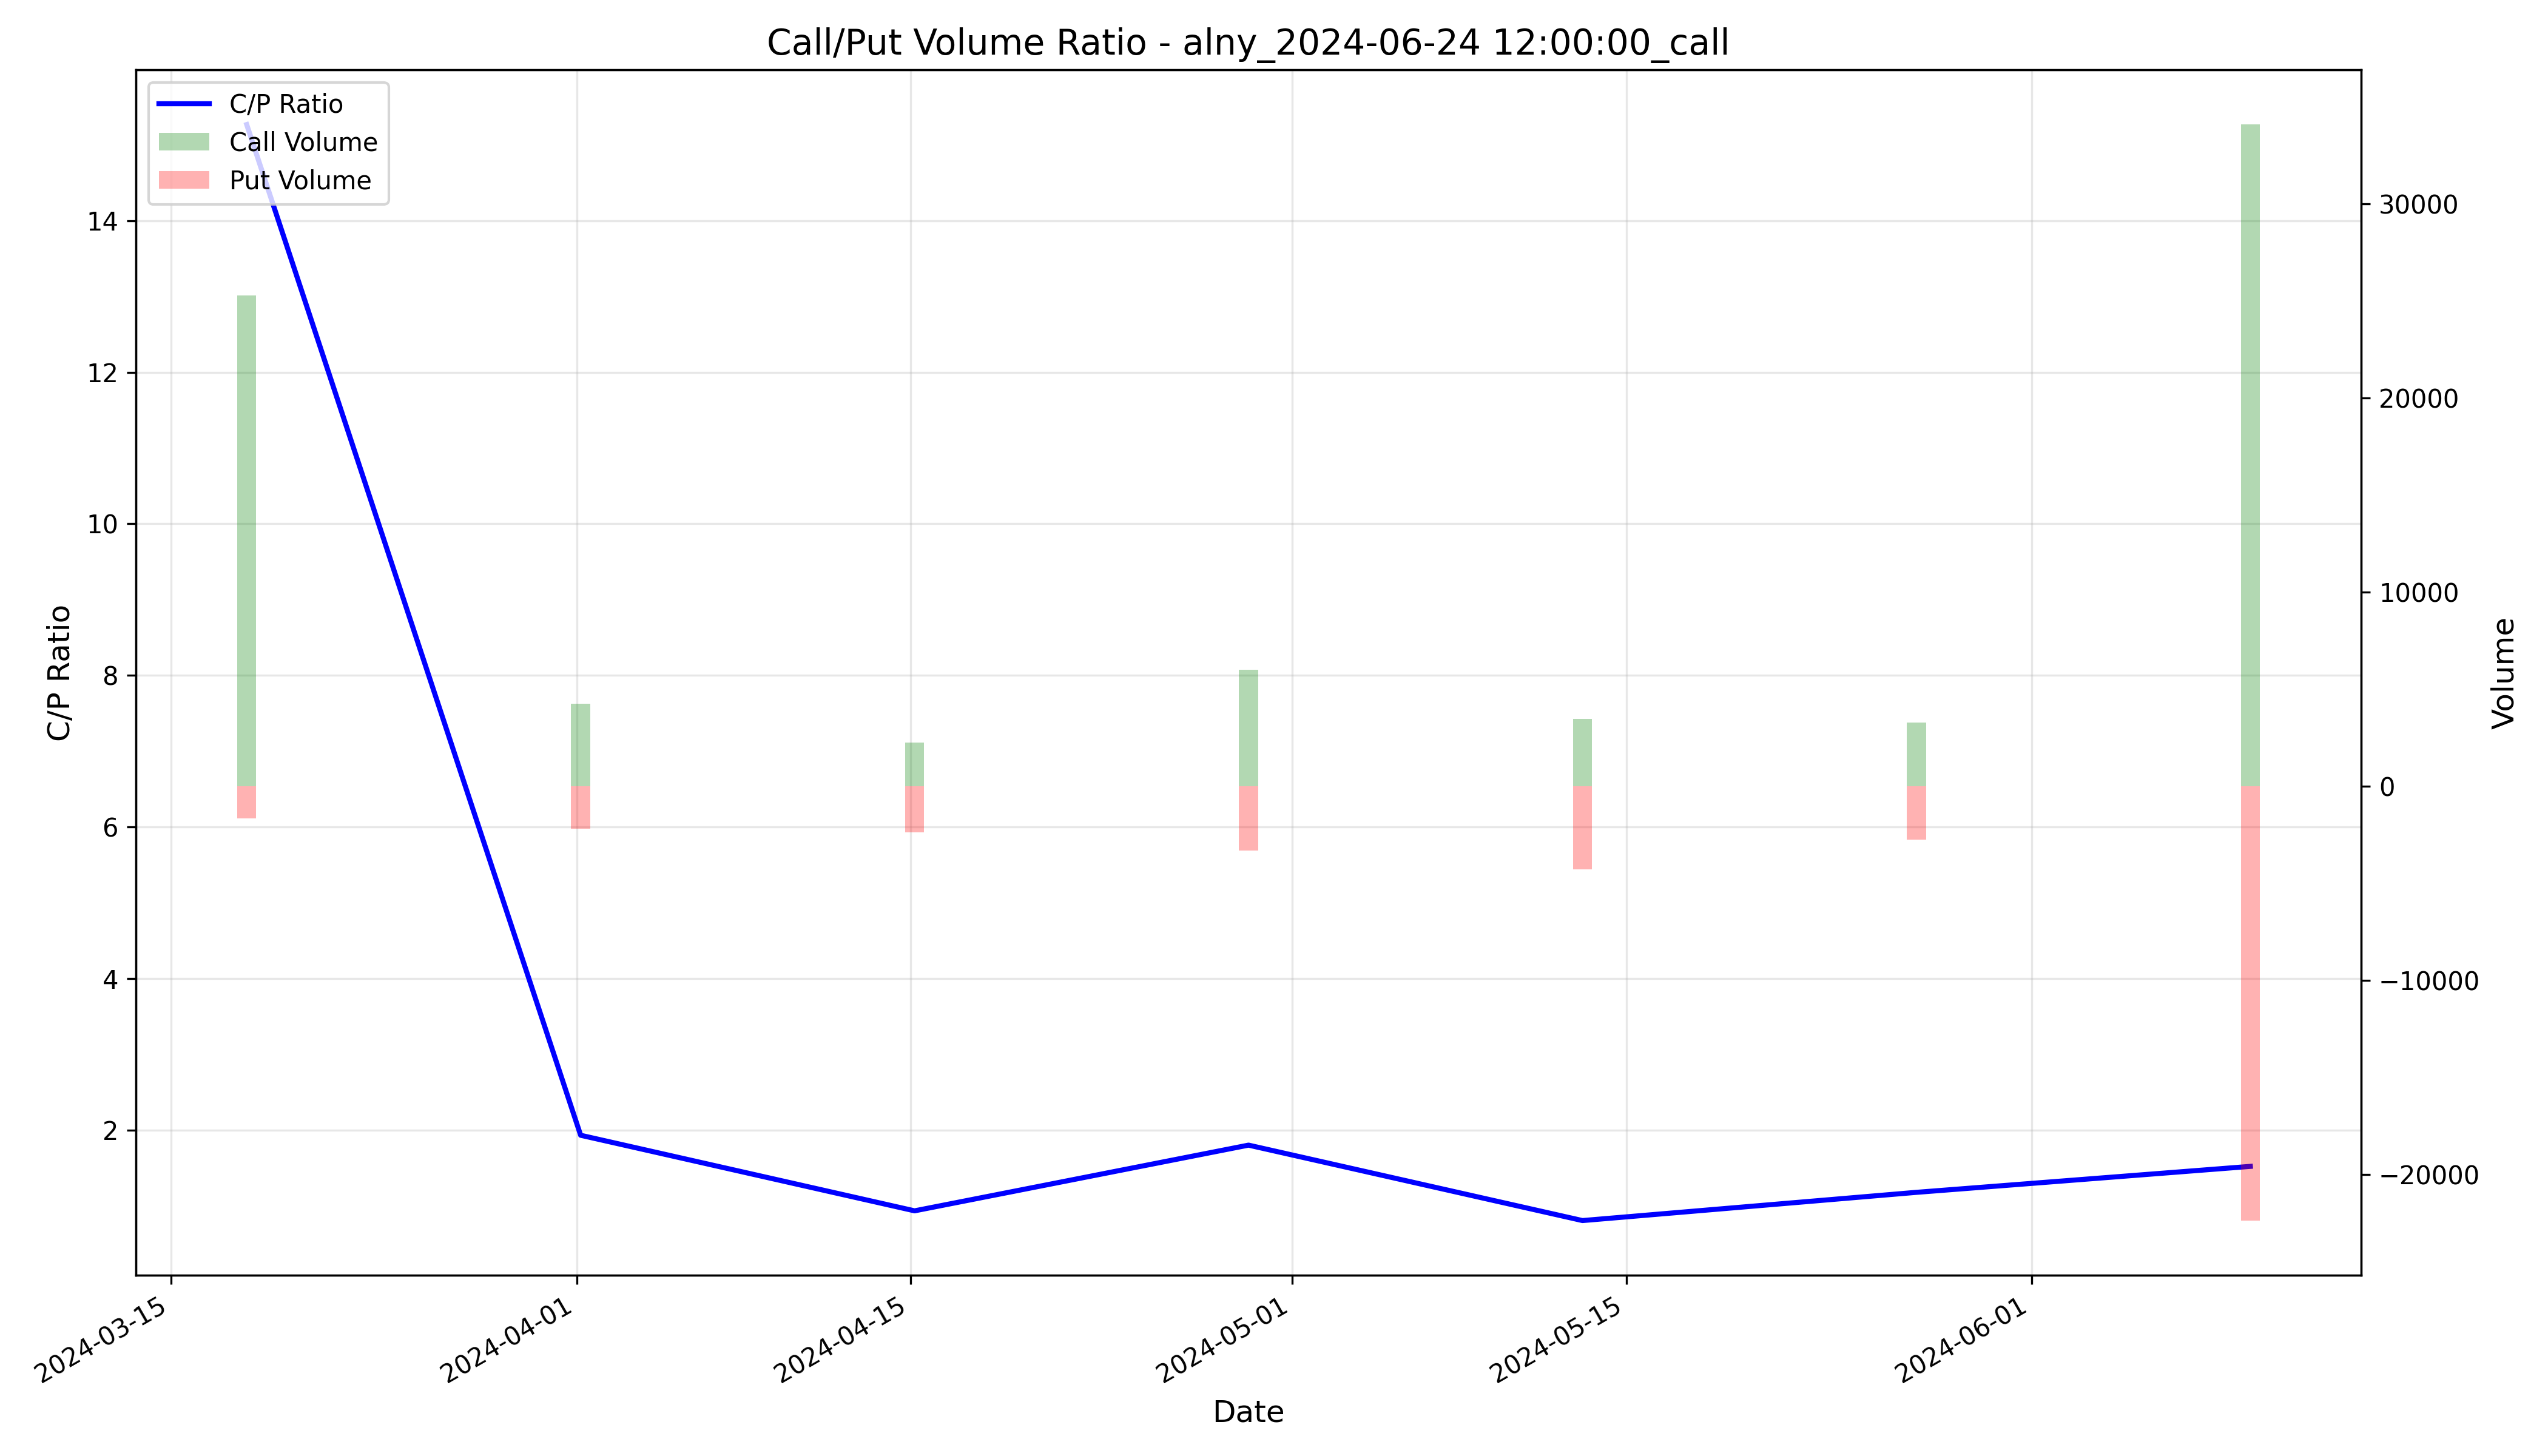 Call/Put Volume Ratio - alny_2024-06-24 12:00:00_call
C/P Ratio
Call Volume
Put Volume
14
12
10
8
6
4
2
C/P Ratio
30000
20000
10000
0
−10000
−20000
Volume
2024-03-15
2024-04-01
2024-04-15
2024-05-01
2024-05-15
2024-06-01
Date